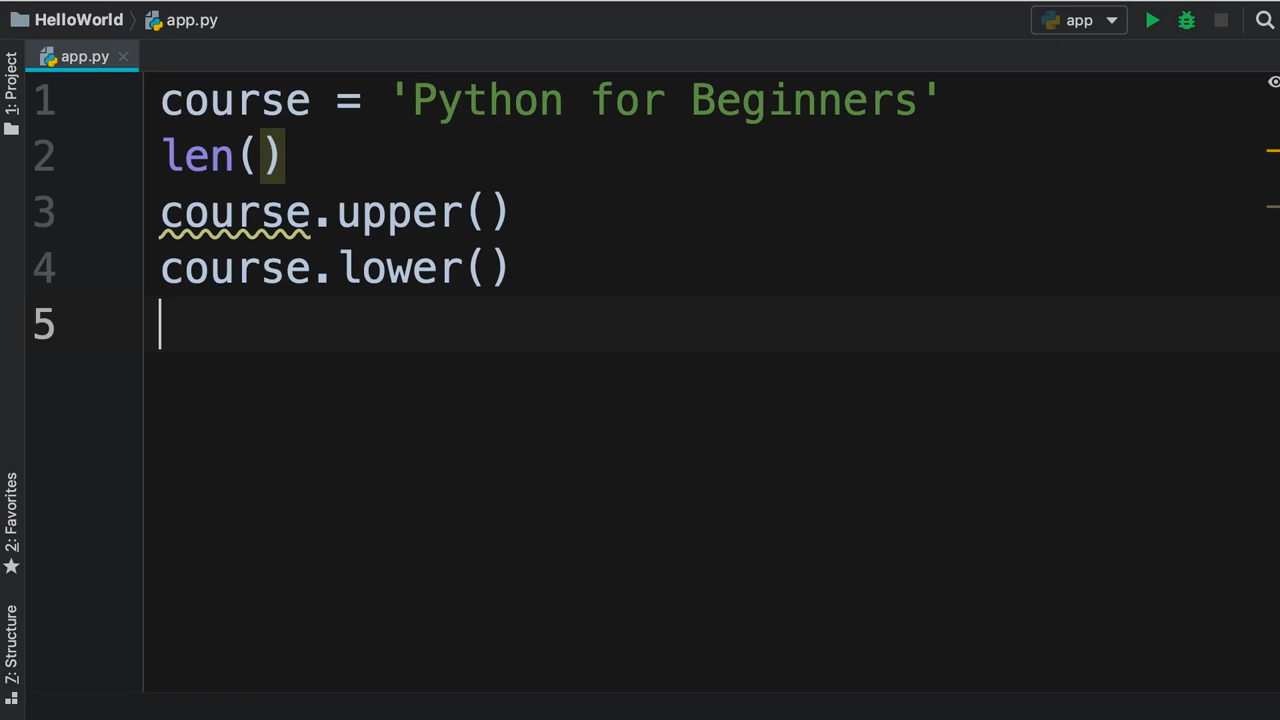 HelloWorld app.py app
app.py
1: Project
1 course = 'Python for Beginners'
2 len()
3 course.upper()
4 course.lower()
5
2: Favorites
Z: Structure